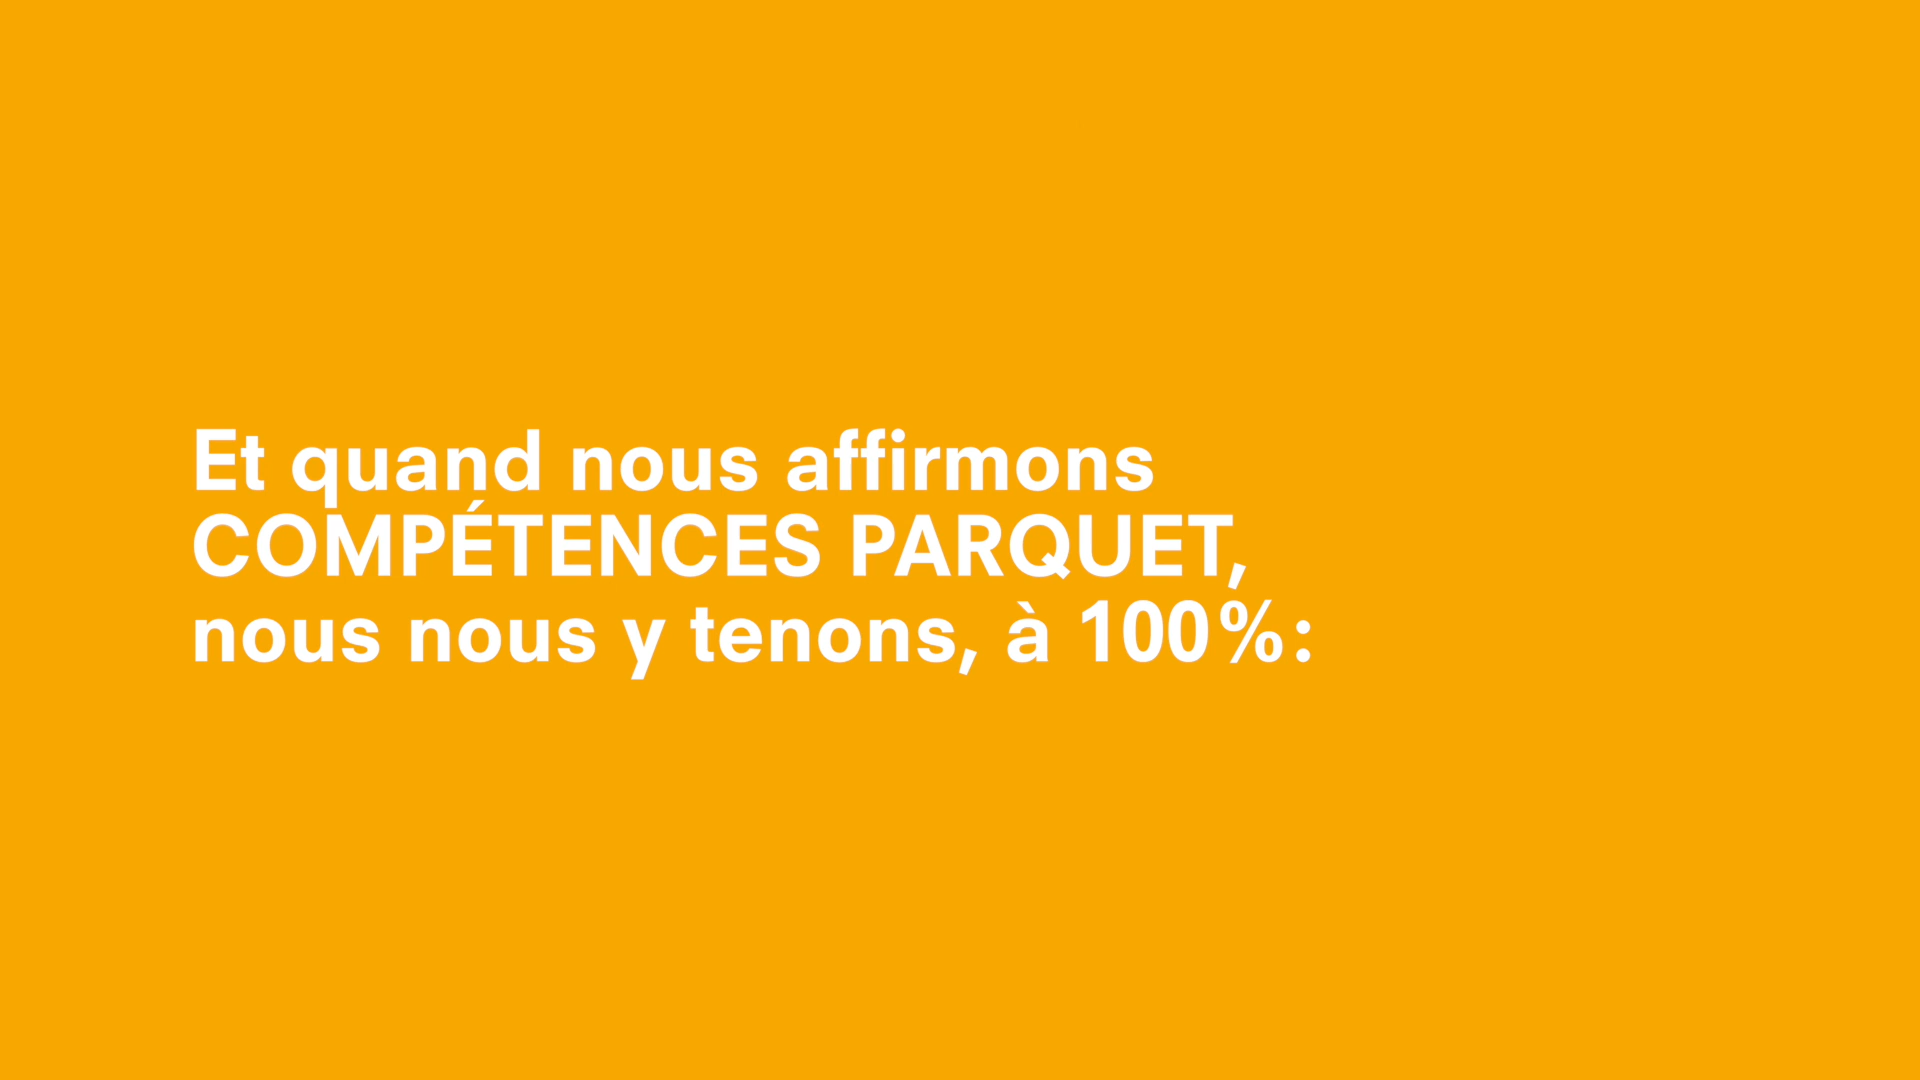 Et quand nous affirmons
COMPÉTENCES PARQUET,
nous nous y tenons, à 100%: